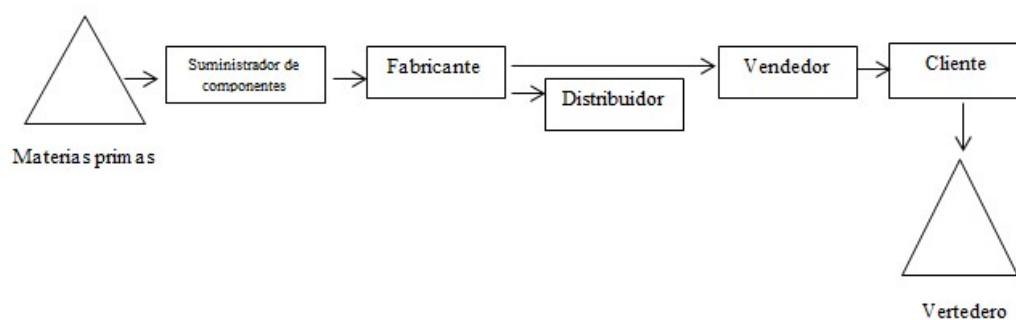 Materias primas
Suministrador de
componentes
Fabricante
Distribuidor
Vendedor
Cliente
Vertedero